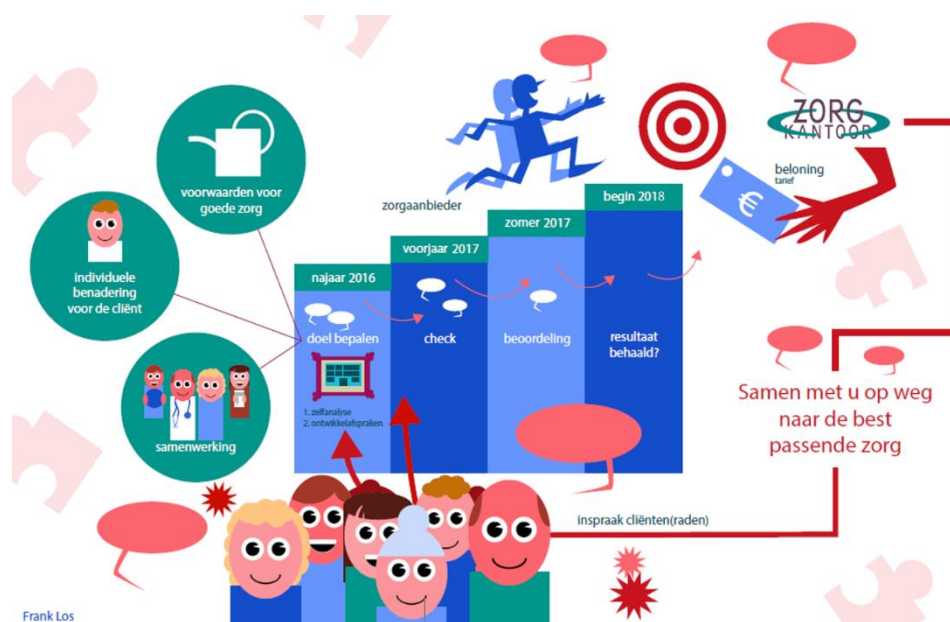 voorwaarden voor
goede zorg
individuele
benadering
voor de cliënt
samenwerking
zorgaanbieder
najaar 2016
doel bepalen
1. zelfanalyse
2. ontwikkelafspraken
voorjaar 2017
check
zomer 2017
beoordeling
begin 2018
resultaat
behaald?
ZORG
KANTOOR
beloning
tarief
€
Samen met u op weg
naar de best
passende zorg
inspraak cliënten(raden)
Frank Los